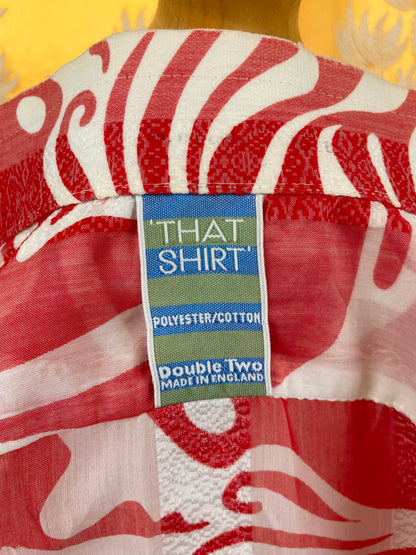 'THAT
SHIRT'
POLYESTER/COTTON
Double Two
MADE IN ENGLAND